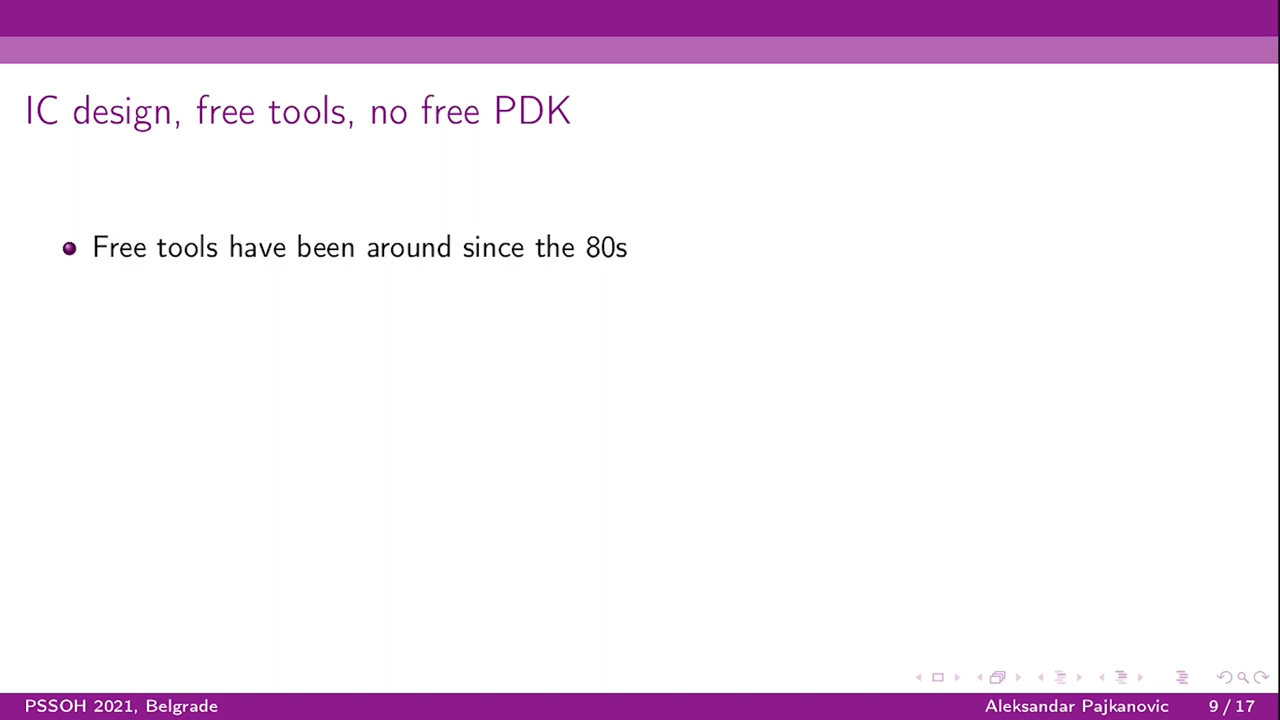 IC design, free tools, no free PDK
Free tools have been around since the 80s
PSSOH 2021, Belgrade
Aleksandar Pajkanovic
9 / 17